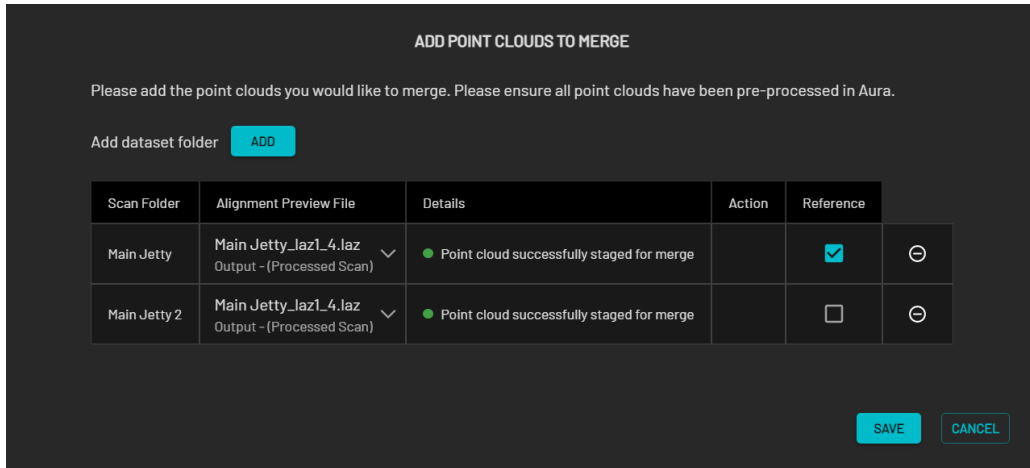 ADD POINT CLOUDS TO MERGE
Please add the point clouds you would like to merge. Please ensure all point clouds have been pre-processed in Aura.
Add dataset folder ADD
Scan Folder Alignment Preview File Details Action Reference
Main Jetty Main Jetty_laz1_4.laz Point cloud successfully staged for merge
Output - (Processed Scan)
Main Jetty 2 Main Jetty_laz1_4.laz Point cloud successfully staged for merge
Output - (Processed Scan)
SAVE CANCEL